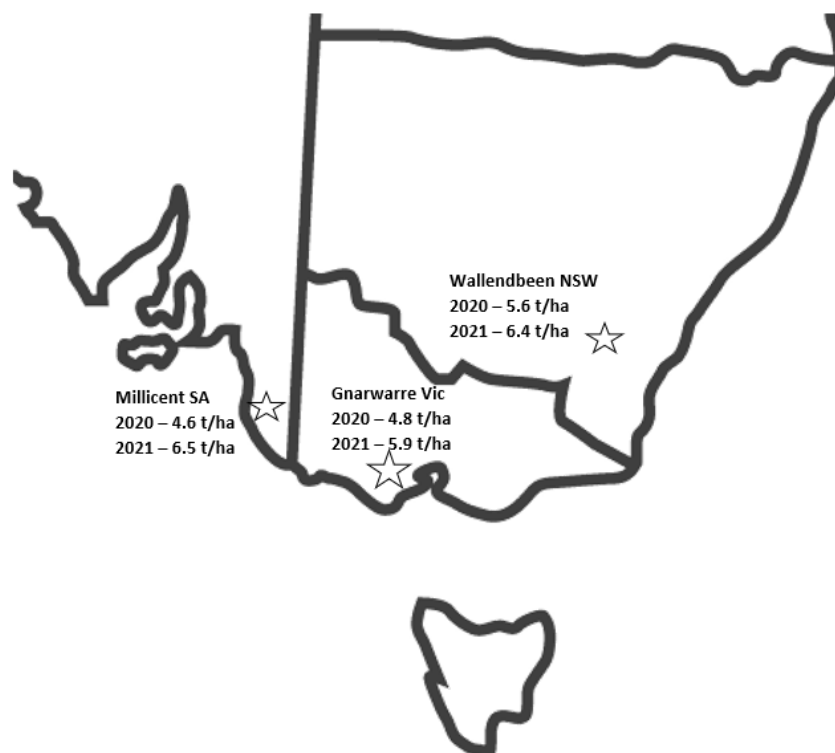 Wallendbeen NSW
2020 – 5.6 t/ha
2021 – 6.4 t/ha
Millicent SA
2020 – 4.6 t/ha
2021 – 6.5 t/ha
Gnarwarre Vic
2020 – 4.8 t/ha
2021 – 5.9 t/ha